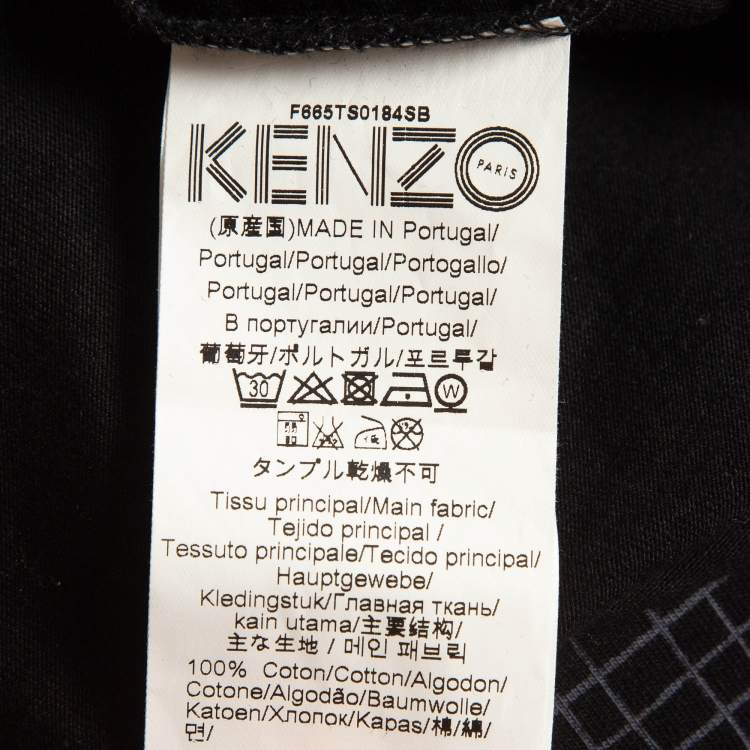 F665TS0184SB
KENZO PARIS
(原産国)MADE IN Portugal/
Portugal/Portugal/Portogallo/
Portugal/Portugal/Portugal/
В португалии/Portugal/
葡萄牙/ポルトガル/포르투갈
30 W
タンブル乾燥不可
Tissu principal/Main fabric/
Tejido principal /
Tessuto principale/Tecido principal/
Hauptgewebe/
Kledingstuk/Главная ткань/
kain utama/主要结构/
主な生地 / 메인 패브릭
100% Coton/Cotton/Algodon/
Cotone/Algodão/Baumwolle/
Katoen/Хлопок/Kapas/棉/綿/
면/